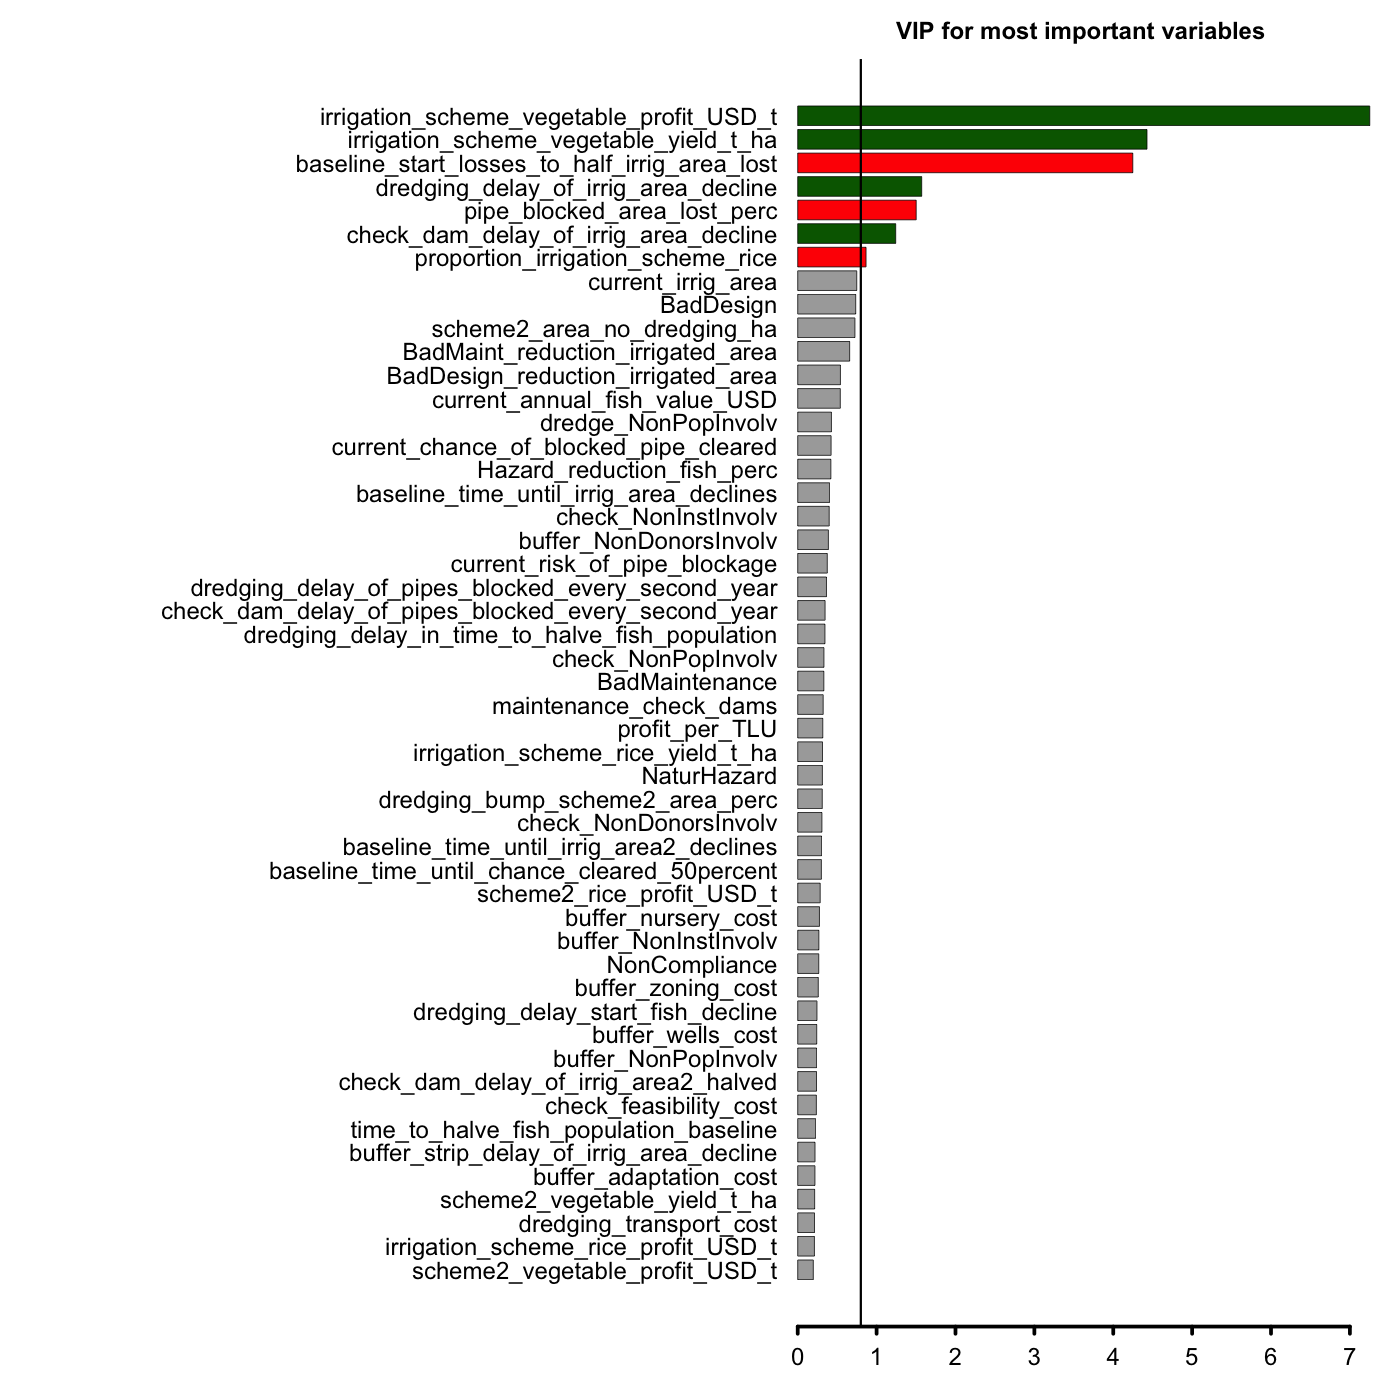 VIP for most important variables
irrigation_scheme_vegetable_profit_USD_t
irrigation_scheme_vegetable_yield_t_ha
baseline_start_losses_to_half_irrig_area_lost
dredging_delay_of_irrig_area_decline
pipe_blocked_area_lost_perc
check_dam_delay_of_irrig_area_decline
proportion_irrigation_scheme_rice
current_irrig_area
BadDesign
scheme2_area_no_dredging_ha
BadMaint_reduction_irrigated_area
BadDesign_reduction_irrigated_area
current_annual_fish_value_USD
dredge_NonPopInvolv
current_chance_of_blocked_pipe_cleared
Hazard_reduction_fish_perc
baseline_time_until_irrig_area_declines
check_NonInstInvolv
buffer_NonDonorsInvolv
current_risk_of_pipe_blockage
dredging_delay_of_pipes_blocked_every_second_year
check_dam_delay_of_pipes_blocked_every_second_year
dredging_delay_in_time_to_halve_fish_population
check_NonPopInvolv
BadMaintenance
maintenance_check_dams
profit_per_TLU
irrigation_scheme_rice_yield_t_ha
NaturHazard
dredging_bump_scheme2_area_perc
check_NonDonorsInvolv
baseline_time_until_irrig_area2_declines
baseline_time_until_chance_cleared_50percent
scheme2_rice_profit_USD_t
buffer_nursery_cost
buffer_NonInstInvolv
NonCompliance
buffer_zoning_cost
dredging_delay_start_fish_decline
buffer_wells_cost
buffer_NonPopInvolv
check_dam_delay_of_irrig_area2_halved
check_feasibility_cost
time_to_halve_fish_population_baseline
buffer_strip_delay_of_irrig_area_decline
buffer_adaptation_cost
scheme2_vegetable_yield_t_ha
dredging_transport_cost
irrigation_scheme_rice_profit_USD_t
scheme2_vegetable_profit_USD_t
0 1 2 3 4 5 6 7